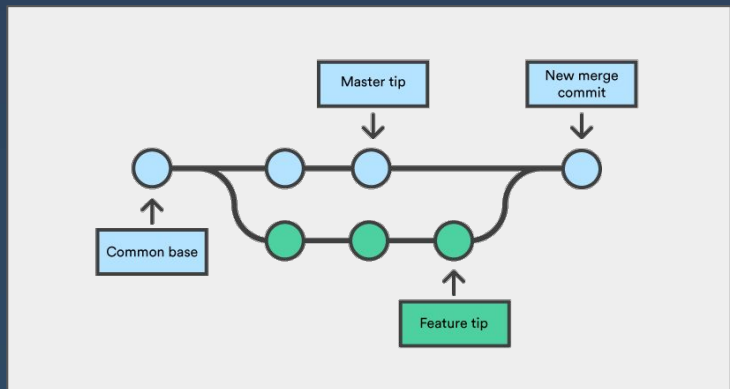 Master tip
New merge
commit
Common base
Feature tip